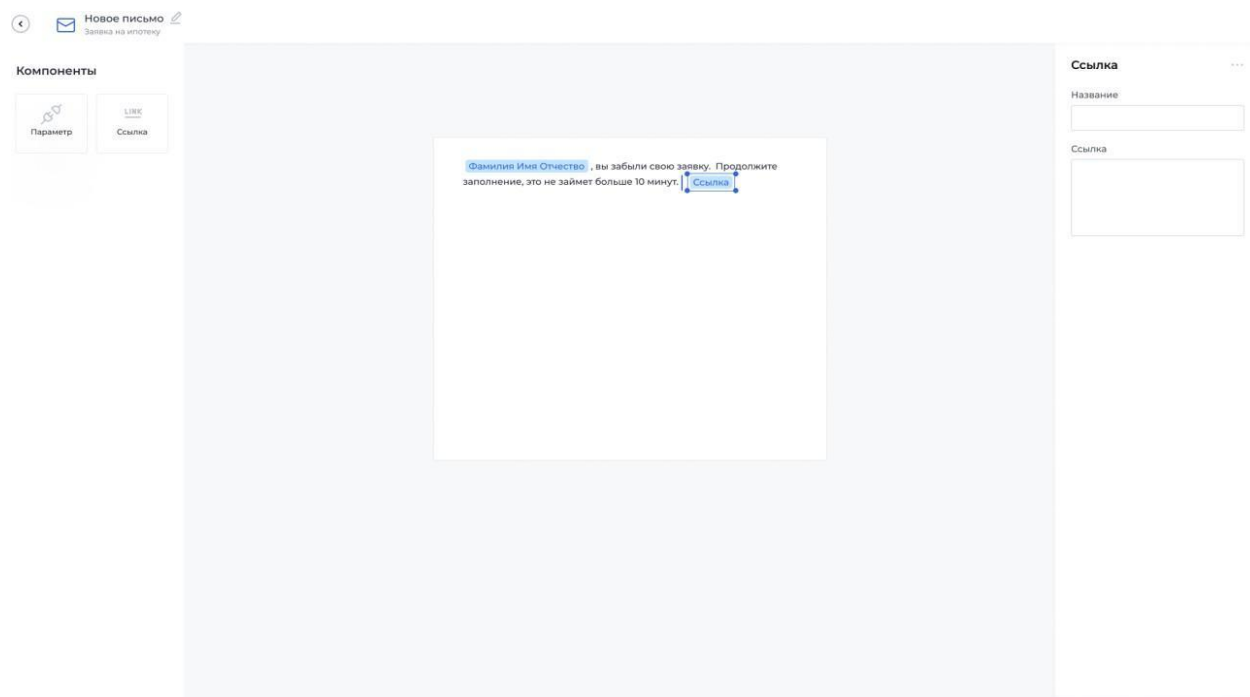 Новое письмо
Заявка на ипотеку
Компоненты
Параметр
LINK
Ссылка
Фамилия Имя Отчество , вы забыли свою заявку. Продолжите
заполнение, это не займет больше 10 минут. Ссылка
Ссылка
Название
Ссылка